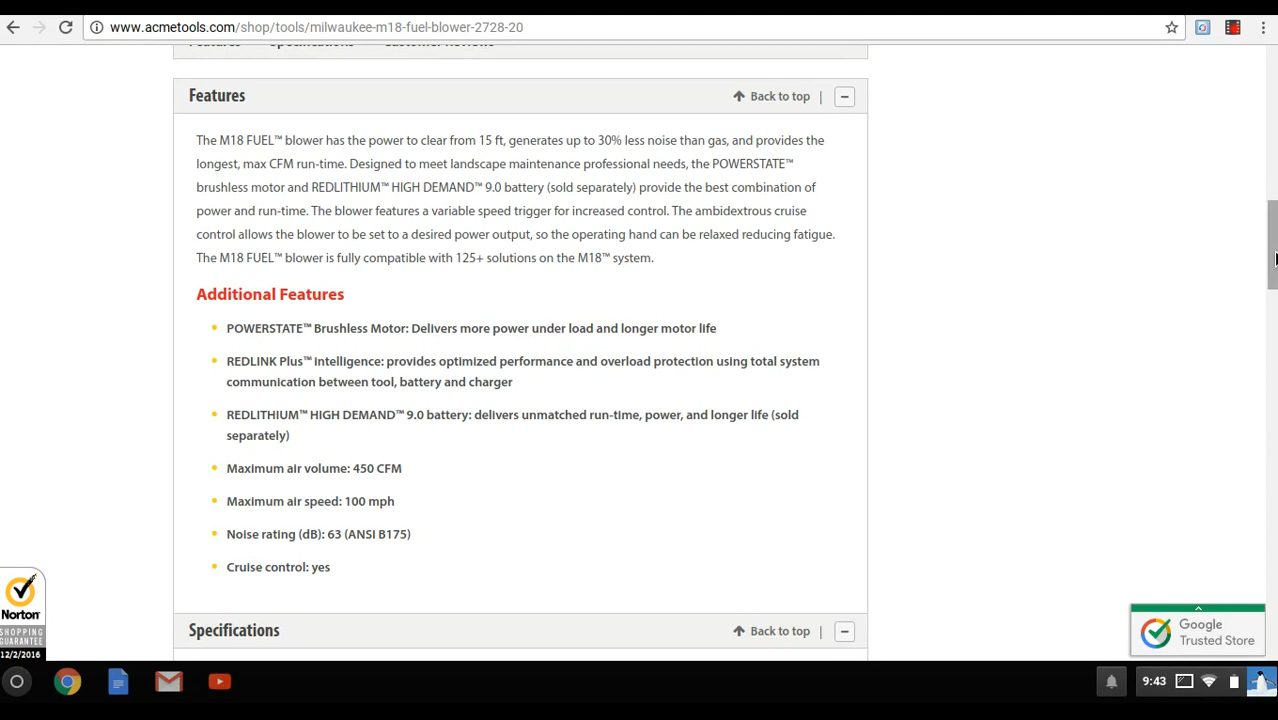 www.acmetools.com/shop/tools/milwaukee-m18-fuel-blower-2728-20
Features Specifications Customer Reviews
Features
Back to top |
The M18 FUEL™ blower has the power to clear from 15 ft, generates up to 30% less noise than gas, and provides the
longest, max CFM run-time. Designed to meet landscape maintenance professional needs, the POWERSTATE™
brushless motor and REDLITHIUM™ HIGH DEMAND™ 9.0 battery (sold separately) provide the best combination of
power and run-time. The blower features a variable speed trigger for increased control. The ambidextrous cruise
control allows the blower to be set to a desired power output, so the operating hand can be relaxed reducing fatigue.
The M18 FUEL™ blower is fully compatible with 125+ solutions on the M18™ system.
Additional Features
POWERSTATE™ Brushless Motor: Delivers more power under load and longer motor life
REDLINK Plus™ intelligence: provides optimized performance and overload protection using total system
communication between tool, battery and charger
REDLITHIUM™ HIGH DEMAND™ 9.0 battery: delivers unmatched run-time, power, and longer life (sold
separately)
Maximum air volume: 450 CFM
Maximum air speed: 100 mph
Noise rating (dB): 63 (ANSI B175)
Cruise control: yes
Specifications
Back to top |
Norton
SHOPPING
GUARANTEE
12/2/2016
Google
Trusted Store
9:43